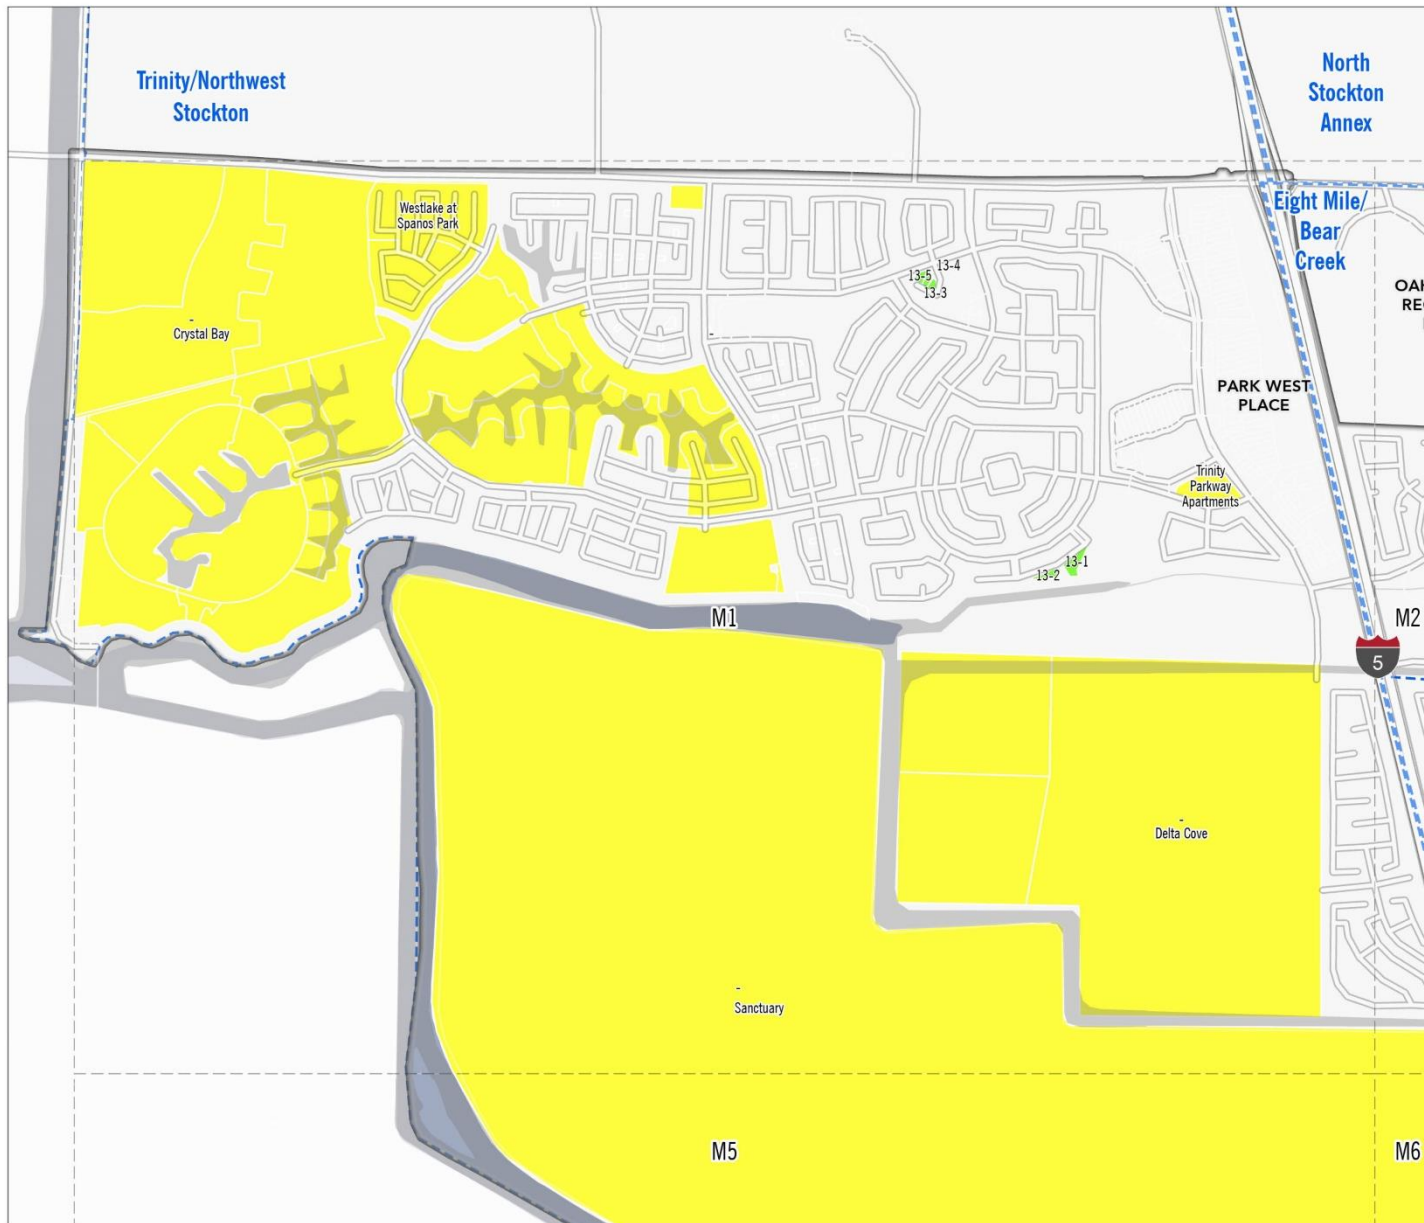 Trinity/Northwest
Stockton
North
Stockton
Annex
Eight Mile/
Bear
Creek
Westlake at
Spanos Park
13-4
13-5
13-3
Crystal Bay
PARK WEST
PLACE
Trinity
Parkway
Apartments
13-1
13-2
M1
M2
5
Delta Cove
Sanctuary
M5
M6